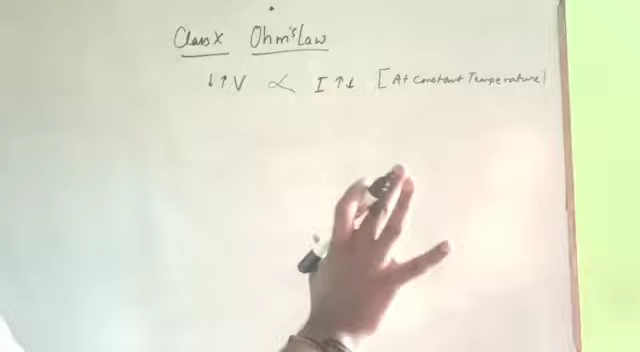 Class X Ohm's Law
↓↑V ∝ I↑↓ [At Constant Temperature]